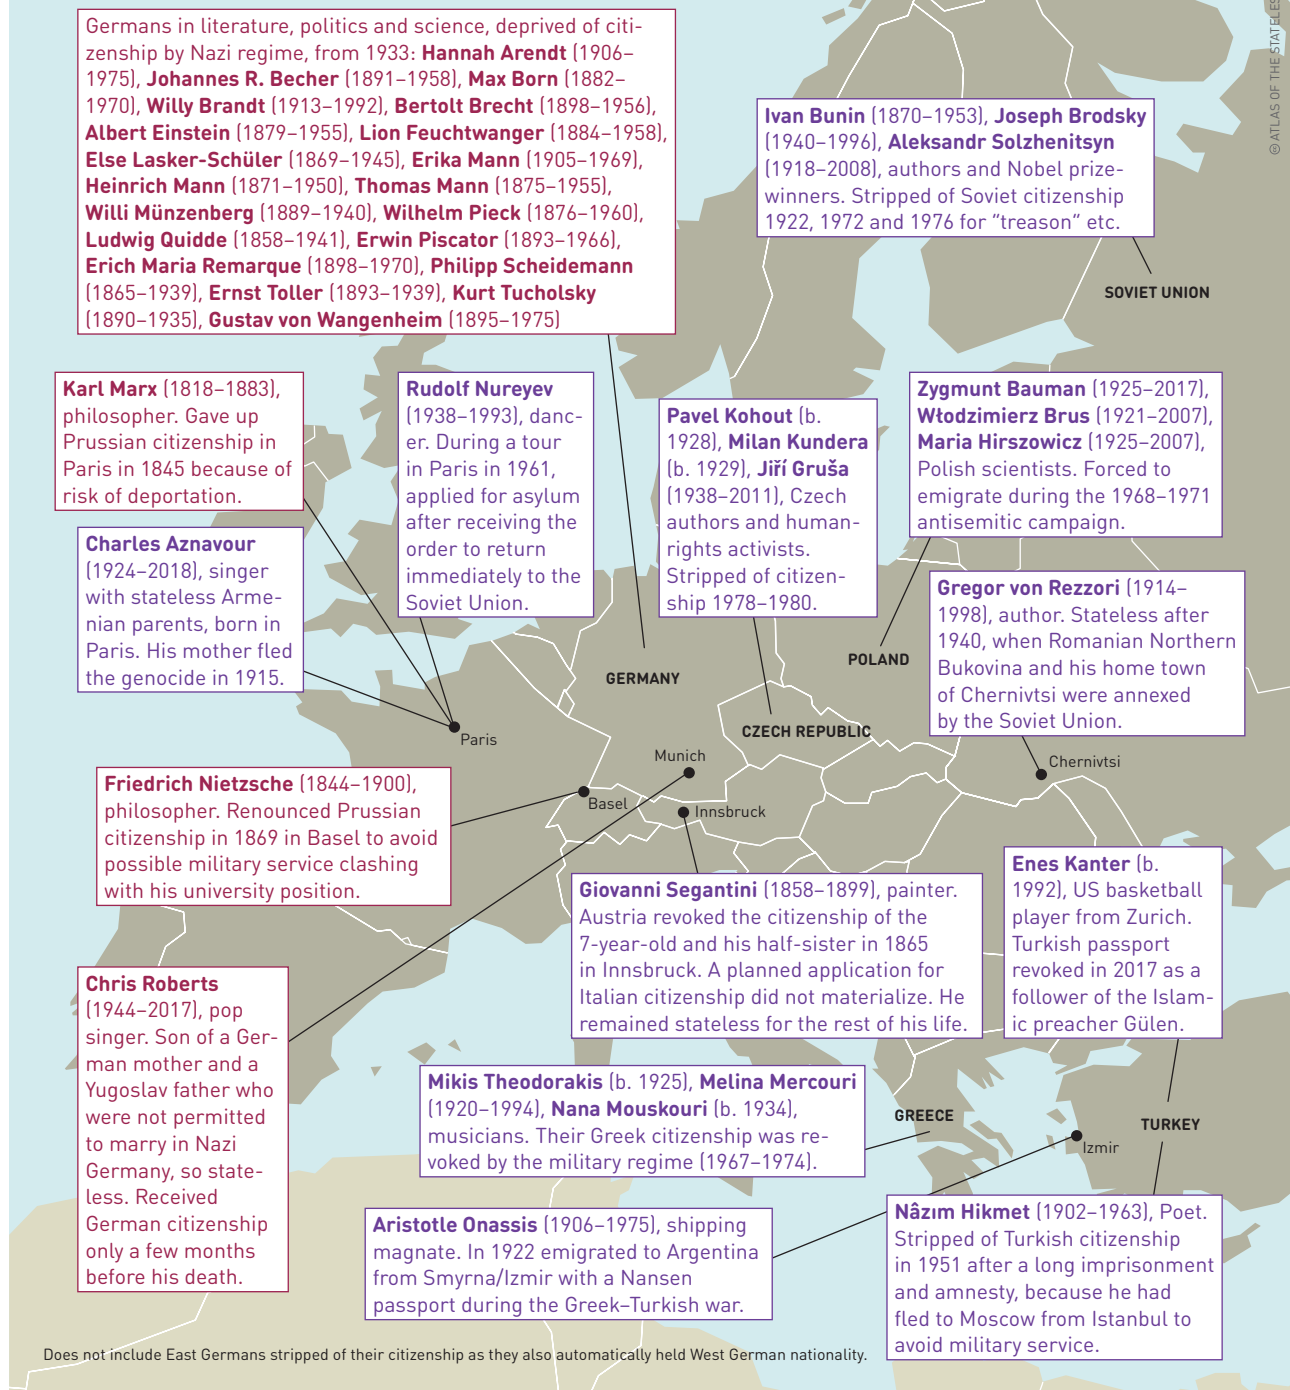 Germans in literature, politics and science, deprived of citi-
zenship by Nazi regime, from 1933: Hannah Arendt (1906–
1975), Johannes R. Becher (1891–1958), Max Born (1882–
1970), Willy Brandt (1913–1992), Bertolt Brecht (1898–1956),
Albert Einstein (1879–1955), Lion Feuchtwanger (1884–1958),
Else Lasker-Schüler (1869–1945), Erika Mann (1905–1969),
Heinrich Mann (1871–1950), Thomas Mann (1875–1955),
Willi Münzenberg (1889–1940), Wilhelm Pieck (1876–1960),
Ludwig Quidde (1858–1941), Erwin Piscator (1893–1966),
Erich Maria Remarque (1898–1970), Philipp Scheidemann
(1865–1939), Ernst Toller (1893–1939), Kurt Tucholsky
(1890–1935), Gustav von Wangenheim (1895–1975)
© ATLAS OF THE STATELESS
Ivan Bunin (1870–1953), Joseph Brodsky
(1940–1996), Aleksandr Solzhenitsyn
(1918–2008), authors and Nobel prize-
winners. Stripped of Soviet citizenship
1922, 1972 and 1976 for “treason” etc.
SOVIET UNION
Karl Marx (1818–1883),
philosopher. Gave up
Prussian citizenship in
Paris in 1845 because of
risk of deportation.
Rudolf Nureyev
(1938–1993), danc-
er. During a tour
in Paris in 1961,
applied for asylum
after receiving the
order to return
immediately to the
Soviet Union.
Pavel Kohout (b.
1928), Milan Kundera
(b. 1929), Jiří Gruša
(1938–2011), Czech
authors and human-
rights activists.
Stripped of citizen-
ship 1978–1980.
Zygmunt Bauman (1925–2017),
Włodzimierz Brus (1921–2007),
Maria Hirszowicz (1925–2007),
Polish scientists. Forced to
emigrate during the 1968–1971
antisemitic campaign.
Charles Aznavour
(1924–2018), singer
with stateless Arme-
nian parents, born in
Paris. His mother fled
the genocide in 1915.
Gregor von Rezzori (1914–
1998), author. Stateless after
1940, when Romanian Northern
Bukovina and his home town
of Chernivtsi were annexed
by the Soviet Union.
GERMANY
POLAND
CZECH REPUBLIC
Paris
Munich
Chernivtsi
Basel
Innsbruck
Friedrich Nietzsche (1844–1900),
philosopher. Renounced Prussian
citizenship in 1869 in Basel to avoid
possible military service clashing
with his university position.
Giovanni Segantini (1858–1899), painter.
Austria revoked the citizenship of the
7-year-old and his half-sister in 1865
in Innsbruck. A planned application for
Italian citizenship did not materialize. He
remained stateless for the rest of his life.
Enes Kanter (b.
1992), US basketball
player from Zurich.
Turkish passport
revoked in 2017 as a
follower of the Islam-
ic preacher Gülen.
Chris Roberts
(1944–2017), pop
singer. Son of a Ger-
man mother and a
Yugoslav father who
were not permitted
to marry in Nazi
Germany, so state-
less. Received
German citizenship
only a few months
before his death.
Mikis Theodorakis (b. 1925), Melina Mercouri
(1920–1994), Nana Mouskouri (b. 1934),
musicians. Their Greek citizenship was re-
voked by the military regime (1967–1974).
GREECE
TURKEY
Izmir
Aristotle Onassis (1906–1975), shipping
magnate. In 1922 emigrated to Argentina
from Smyrna/Izmir with a Nansen
passport during the Greek–Turkish war.
Nâzım Hikmet (1902–1963), Poet.
Stripped of Turkish citizenship
in 1951 after a long imprisonment
and amnesty, because he had
fled to Moscow from Istanbul to
avoid military service.
Does not include East Germans stripped of their citizenship as they also automatically held West German nationality.